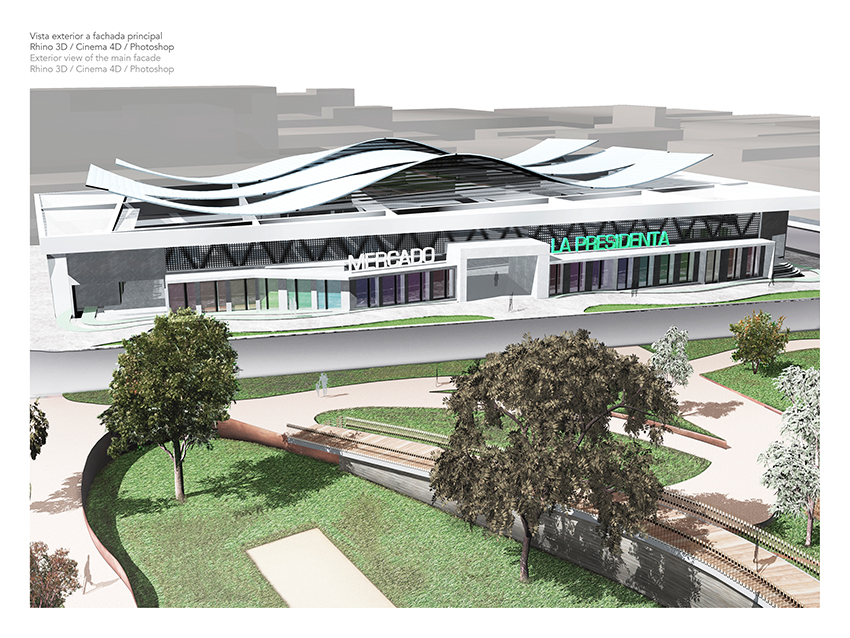 Vista exterior a fachada principal
Rhino 3D / Cinema 4D / Photoshop
Exterior view of the main facade
Rhino 3D / Cinema 4D / Photoshop
MERCADO LA PRESIDENTA